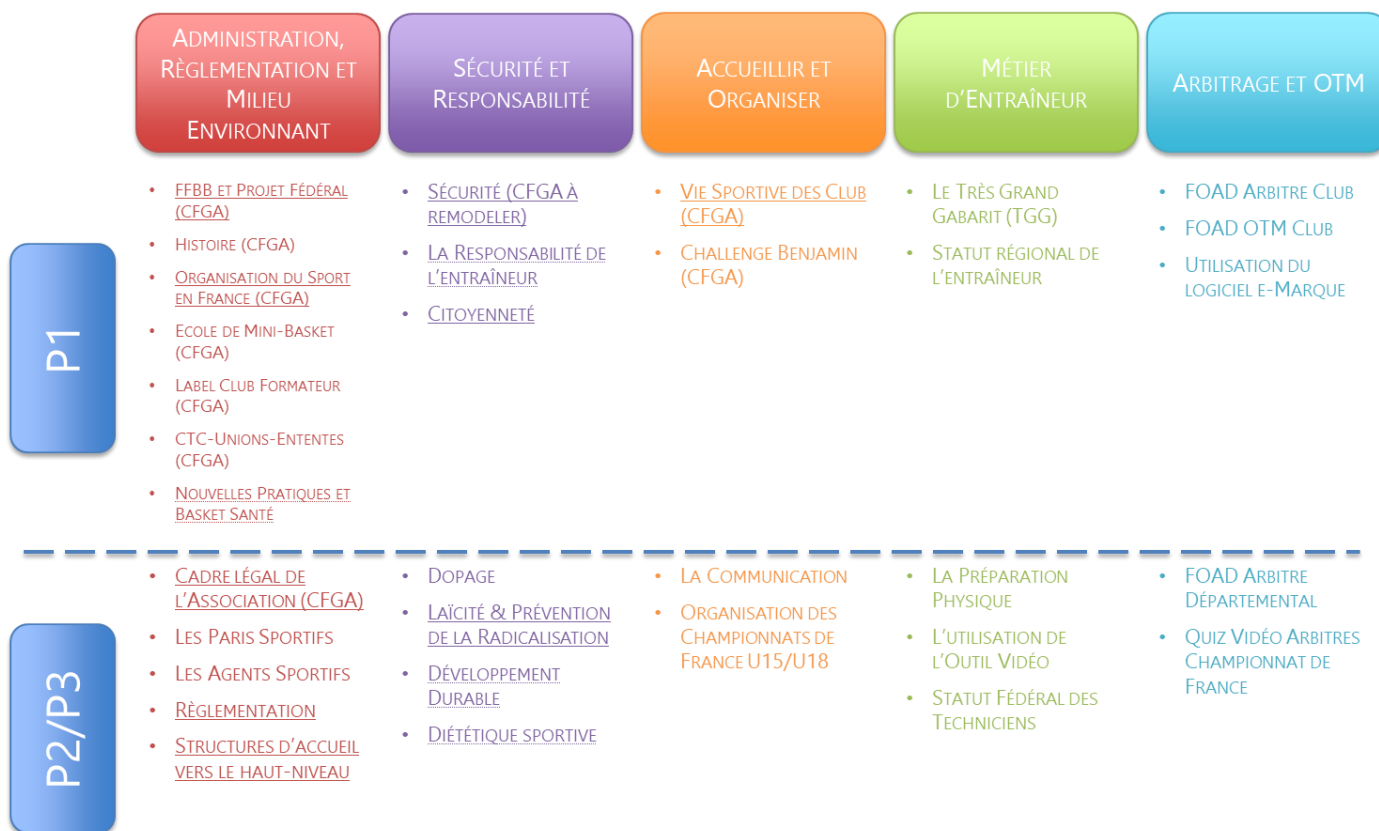 Administration,
Règlementation et
Milieu
Environnant
Sécurité et
Responsabilité
Accueillir et
Organiser
Métier
d'Entraîneur
Arbitrage et OTM
P1
• FFBB et Projet Fédéral
(CFGA)
• Histoire (CFGA)
• Organisation du Sport
en France (CFGA)
• Ecole de Mini-Basket
(CFGA)
• Label Club Formateur
(CFGA)
• CTC-Unions-Ententes
(CFGA)
• Nouvelles Pratiques et
Basket Santé
• Sécurité (CFGA à
remodeler)
• La Responsabilité de
l'entraîneur
• Citoyenneté
• Vie Sportive des Club
(CFGA)
• Challenge Benjamin
(CFGA)
• Le Très Grand
Gabarit (TGG)
• Statut régional de
l'entraîneur
• FOAD Arbitre Club
• FOAD OTM Club
• Utilisation du
logiciel e-Marque
P2/P3
• Cadre légal de
l'Association (CFGA)
• Les Paris Sportifs
• Les Agents Sportifs
• Règlementation
• Structures d'accueil
vers le haut-niveau
• Dopage
• Laïcité & Prévention
de la Radicalisation
• Développement
Durable
• Diététique sportive
• La Communication
• Organisation des
Championnats de
France U15/U18
• La Préparation
Physique
• L'utilisation de
l'Outil Vidéo
• Statut Fédéral des
Techniciens
• FOAD Arbitre
Départemental
• Quiz Vidéo Arbitres
Championnat de
France